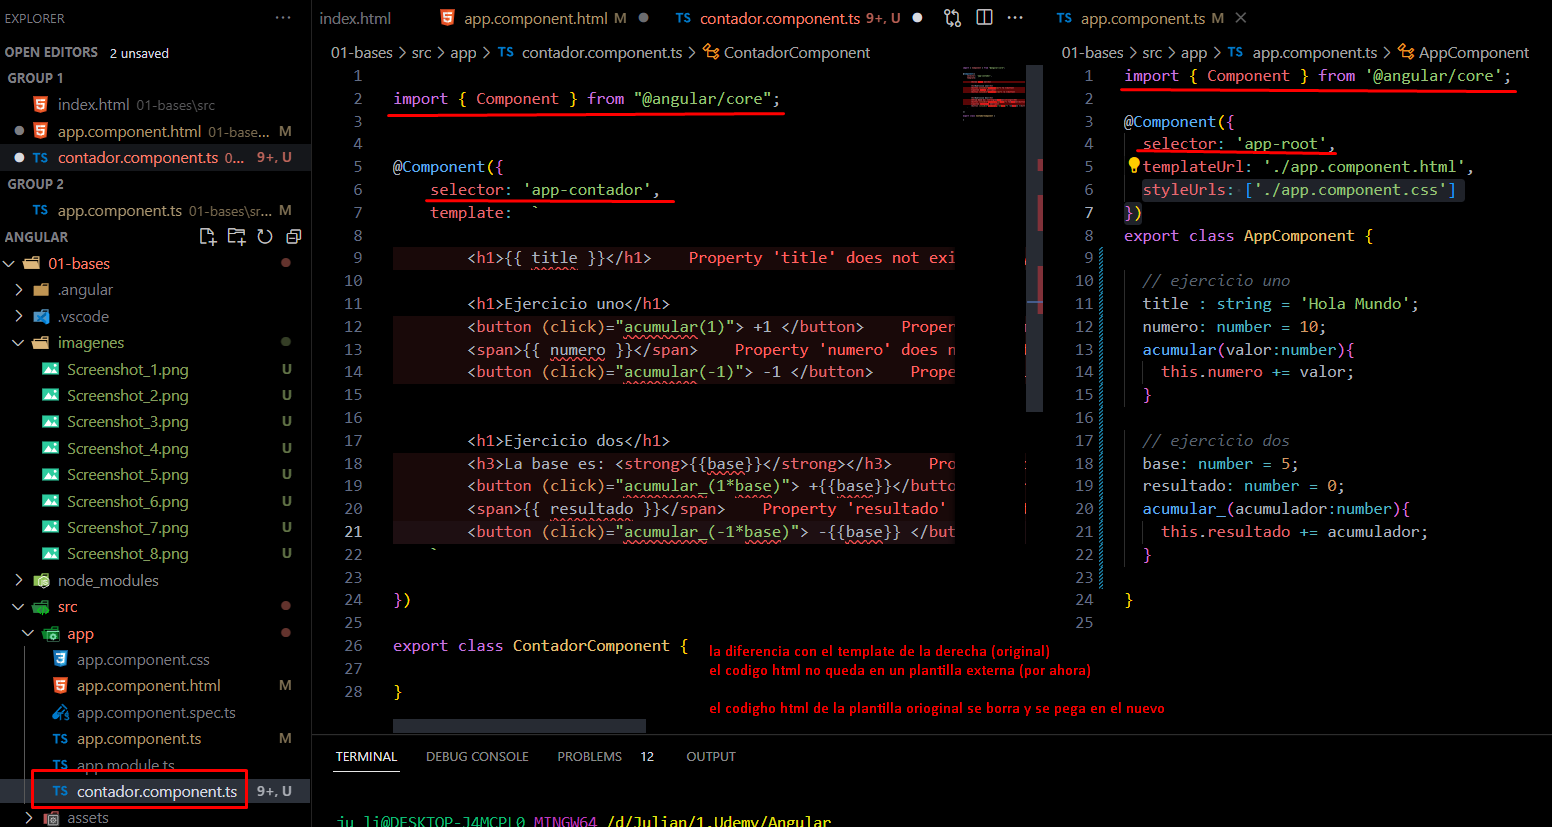 EXPLORER
OPEN EDITORS 2 unsaved
GROUP 1
index.html 01-bases\src
app.component.html 01-base... M
contador.component.ts 0... 9+, U
GROUP 2
app.component.ts 01-bases\sr... M
ANGULAR
01-bases
.angular
.vscode
imagenes
Screenshot_1.png U
Screenshot_2.png U
Screenshot_3.png U
Screenshot_4.png U
Screenshot_5.png U
Screenshot_6.png U
Screenshot_7.png U
Screenshot_8.png U
node_modules
src
app
app.component.css
app.component.html M
app.component.spec.ts
TS app.component.ts M
TS app.module.ts
TS contador.component.ts 9+, U
assets
index.html app.component.html M TS contador.component.ts 9+, U
01-bases > src > app > TS contador.component.ts > ContadorComponent
1
2 import { Component } from "@angular/core";
3
4
5 @Component({
6 selector: 'app-contador',
7 template: `
8
9 <h1>{{ title }}</h1> Property 'title' does not exi
10
11 <h1>Ejercicio uno</h1>
12 <button (click)="acumular(1)"> +1 </button> Proper
13 <span>{{ numero }}</span> Property 'numero' does n
14 <button (click)="acumular(-1)"> -1 </button> Prope
15
16
17 <h1>Ejercicio dos</h1>
18 <h3>La base es: <strong>{{base}}</strong></h3> Pro
19 <button (click)="acumular_(1*base)"> +{{base}}</butto
20 <span>{{ resultado }}</span> Property 'resultado'
21 <button (click)="acumular_(-1*base)"> -{{base}} </but
22 `
23
24 })
25
26 export class ContadorComponent {
27
28 }
la diferencia con el template de la derecha (original)
el codigo html no queda en un plantilla externa (por ahora)
el codigho html de la plantilla orioginal se borra y se pega en el nuevo
TS app.component.ts M
01-bases > src > app > TS app.component.ts > AppComponent
1 import { Component } from '@angular/core';
2
3 @Component({
4 selector: 'app-root',
5 templateUrl: './app.component.html',
6 styleUrls: ['./app.component.css']
7 })
8 export class AppComponent {
9
10 // ejercicio uno
11 title : string = 'Hola Mundo';
12 numero: number = 10;
13 acumular(valor:number){
14 this.numero += valor;
15 }
16
17 // ejercicio dos
18 base: number = 5;
19 resultado: number = 0;
20 acumular_(acumulador:number){
21 this.resultado += acumulador;
22 }
23
24 }
25
TERMINAL DEBUG CONSOLE PROBLEMS 12 OUTPUT
ju_li@DESKTOP-J4MCPL0 MINGW64 /d/Julian/1.Udemy/Angular